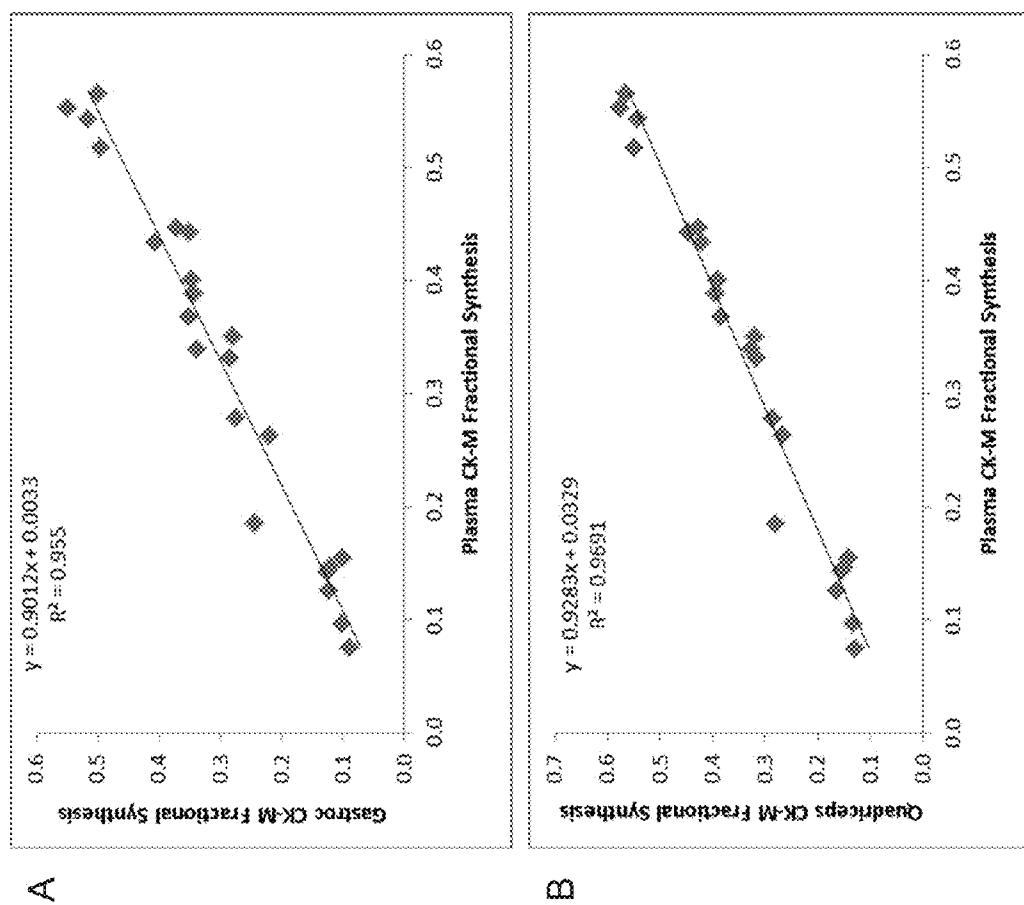 A
y = 0.9012x + 0.0033
R² = 0.955
Gastroc CK-M Fractional Synthesis
0.6
0.5
0.4
0.3
0.2
0.1
0.0
0.0 0.1 0.2 0.3 0.4 0.5 0.6
Plasma CK-M Fractional Synthesis
B
y = 0.9283x + 0.0329
R² = 0.9691
Quadriceps CK-M Fractional Synthesis
0.7
0.6
0.5
0.4
0.3
0.2
0.1
0.0
0.0 0.1 0.2 0.3 0.4 0.5 0.6
Plasma CK-M Fractional Synthesis